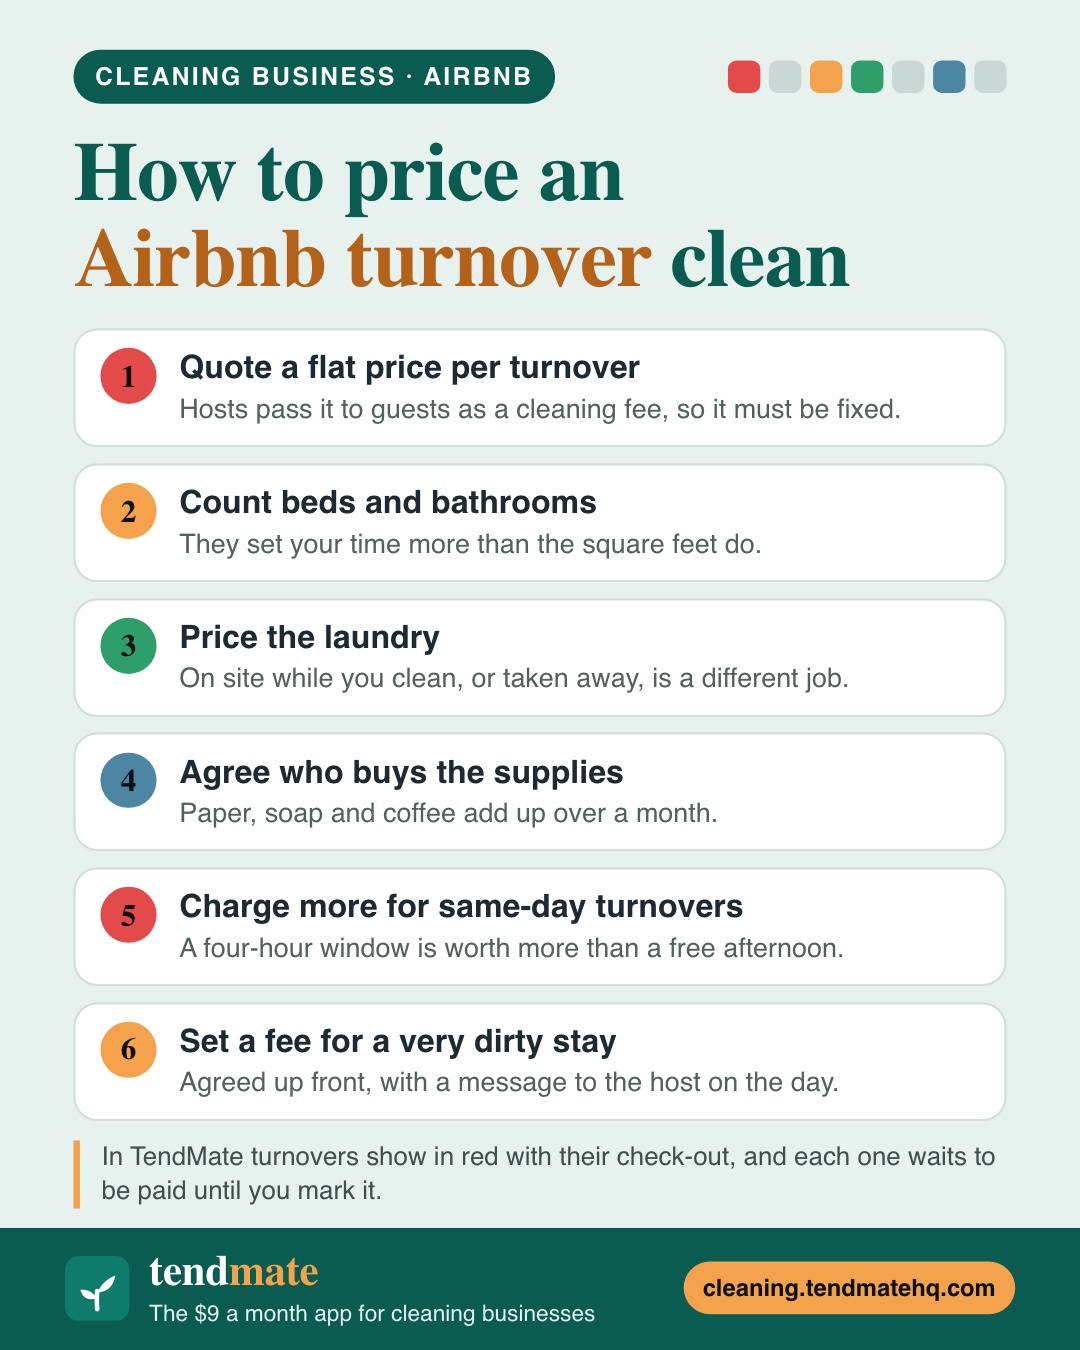 CLEANING BUSINESS · AIRBNB
How to price an
Airbnb turnover clean
1
Quote a flat price per turnover
Hosts pass it to guests as a cleaning fee, so it must be fixed.
2
Count beds and bathrooms
They set your time more than the square feet do.
3
Price the laundry
On site while you clean, or taken away, is a different job.
4
Agree who buys the supplies
Paper, soap and coffee add up over a month.
5
Charge more for same-day turnovers
A four-hour window is worth more than a free afternoon.
6
Set a fee for a very dirty stay
Agreed up front, with a message to the host on the day.
In TendMate turnovers show in red with their check-out, and each one waits to
be paid until you mark it.
tendmate
The $9 a month app for cleaning businesses
cleaning.tendmatehq.com